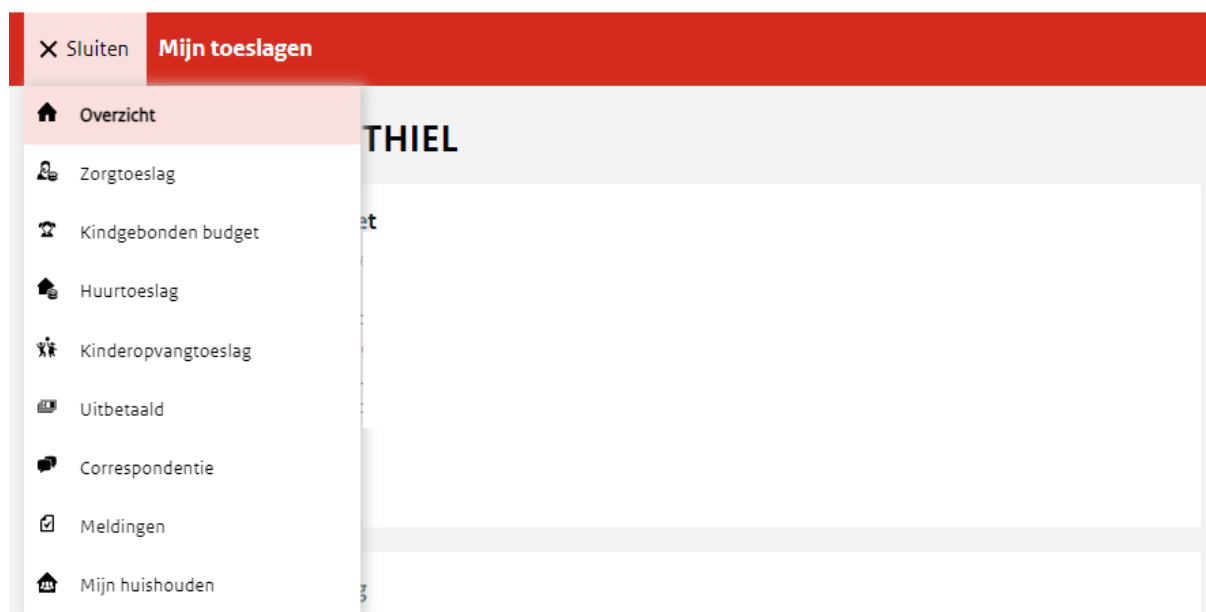 Sluiten Mijn toeslagen
Overzicht
THIEL
Zorgtoeslag
Kindgebonden budget
Huurtoeslag
Kinderopvangtoeslag
Uitbetaald
Correspondentie
Meldingen
Mijn huishouden